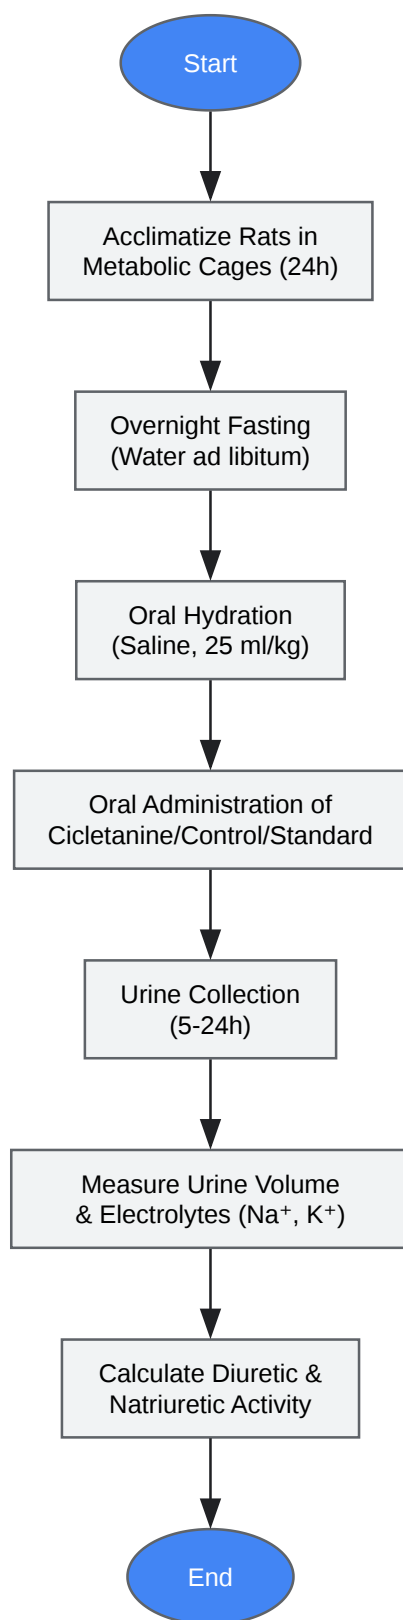 Start
Acclimatize Rats in
Metabolic Cages (24h)
Overnight Fasting
(Water ad libitum)
Oral Hydration
(Saline, 25 ml/kg)
Oral Administration of
Cicletanine/Control/Standard
Urine Collection
(5-24h)
Measure Urine Volume
& Electrolytes (Na⁺, K⁺)
Calculate Diuretic &
Natriuretic Activity
End